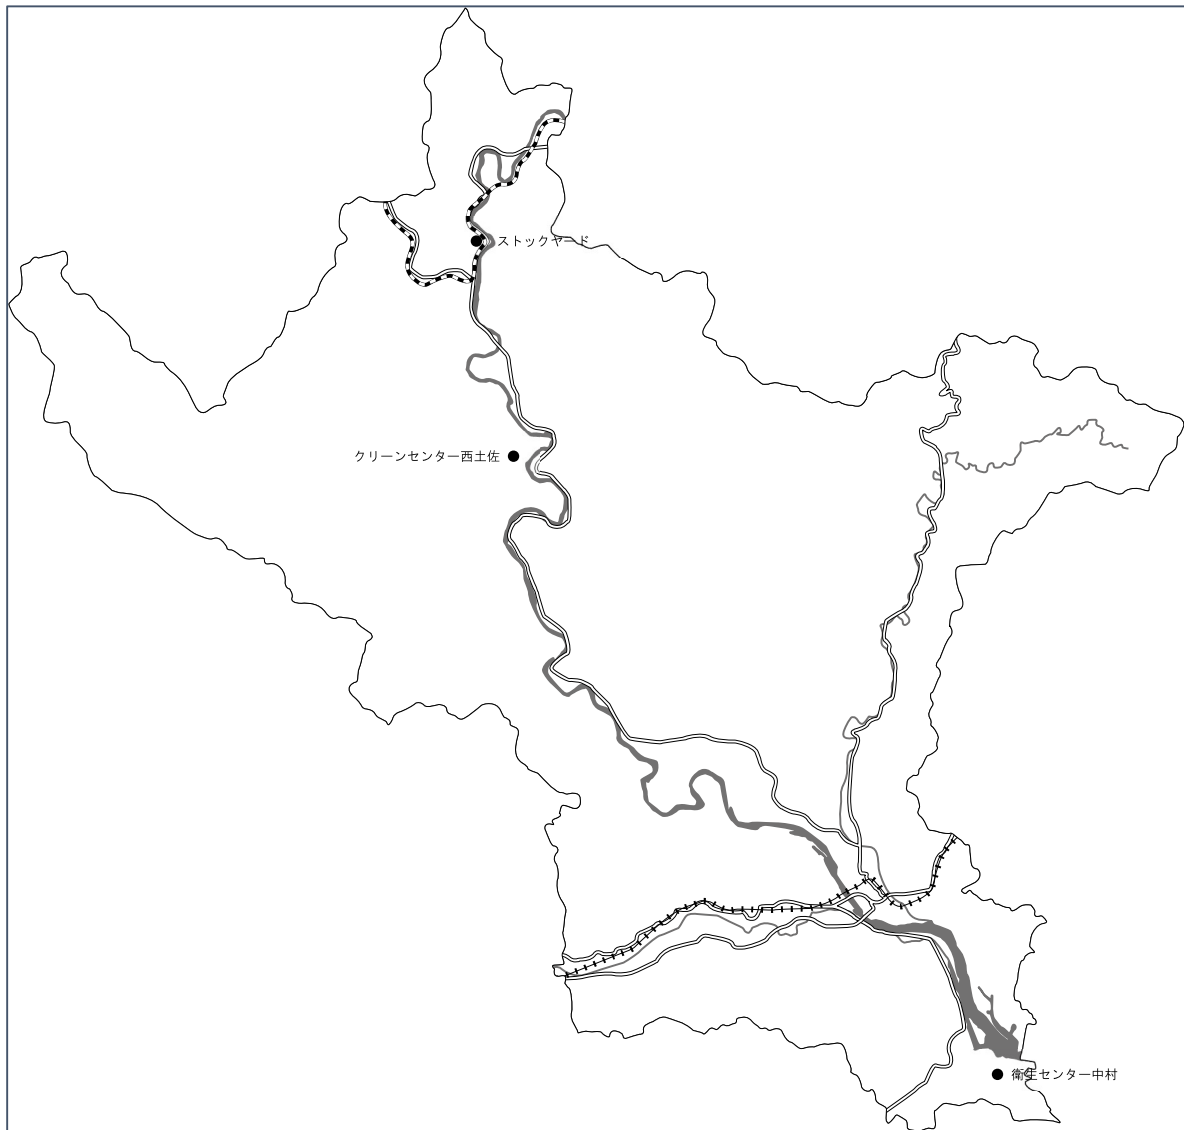 ストックヤード
クリーンセンター西土佐
衛生センター中村